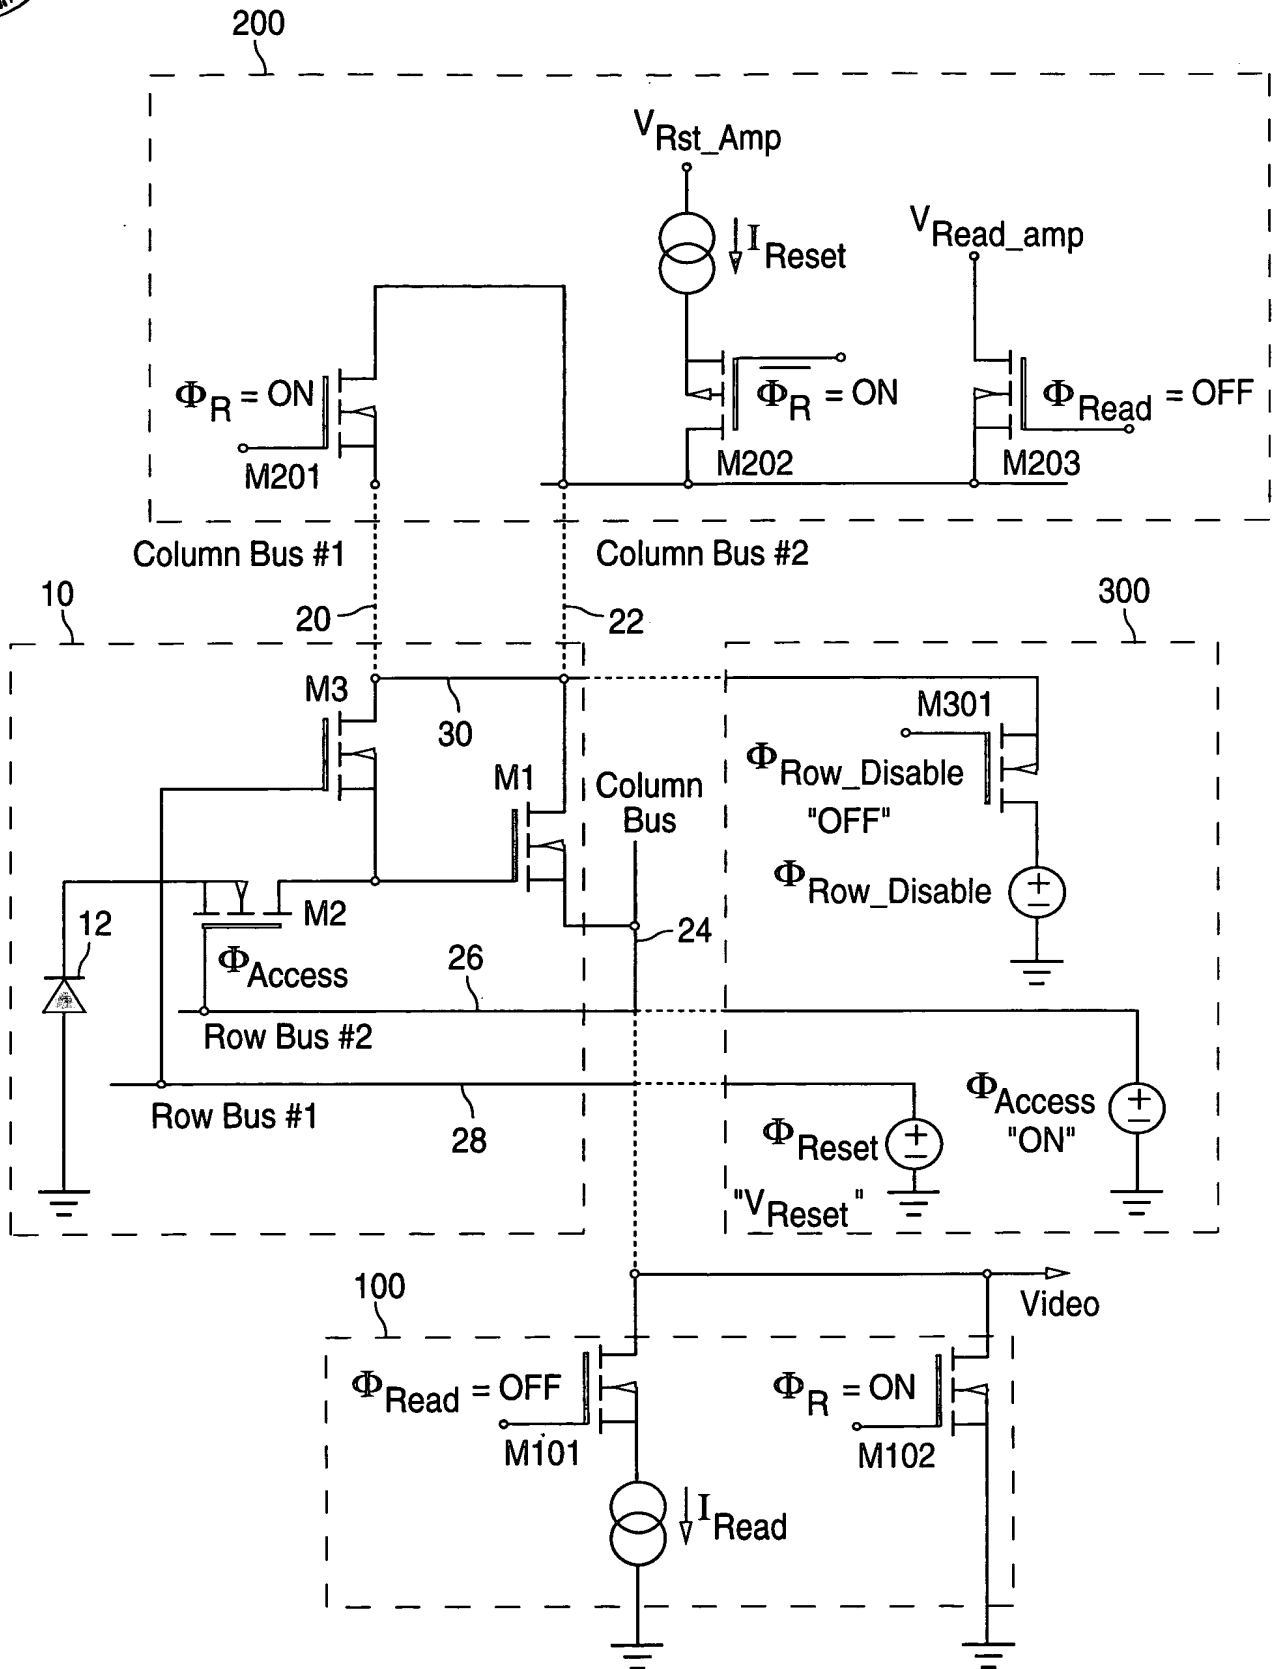 200
V_Rst_Amp
I_Reset
V_Read_amp
Φ_R = ON
M201
Φ̅_R = ON
M202
Φ_Read = OFF
M203
Column Bus #1
Column Bus #2
10
20
22
300
M3
30
M1
Column
Bus
M301
Φ_Row_Disable
"OFF"
Φ_Row_Disable
12
M2
24
Φ_Access
26
Row Bus #2
Row Bus #1
28
Φ_Reset
"V_Reset"
Φ_Access
"ON"
100
Video
Φ_Read = OFF
M101
Φ_R = ON
M102
I_Read